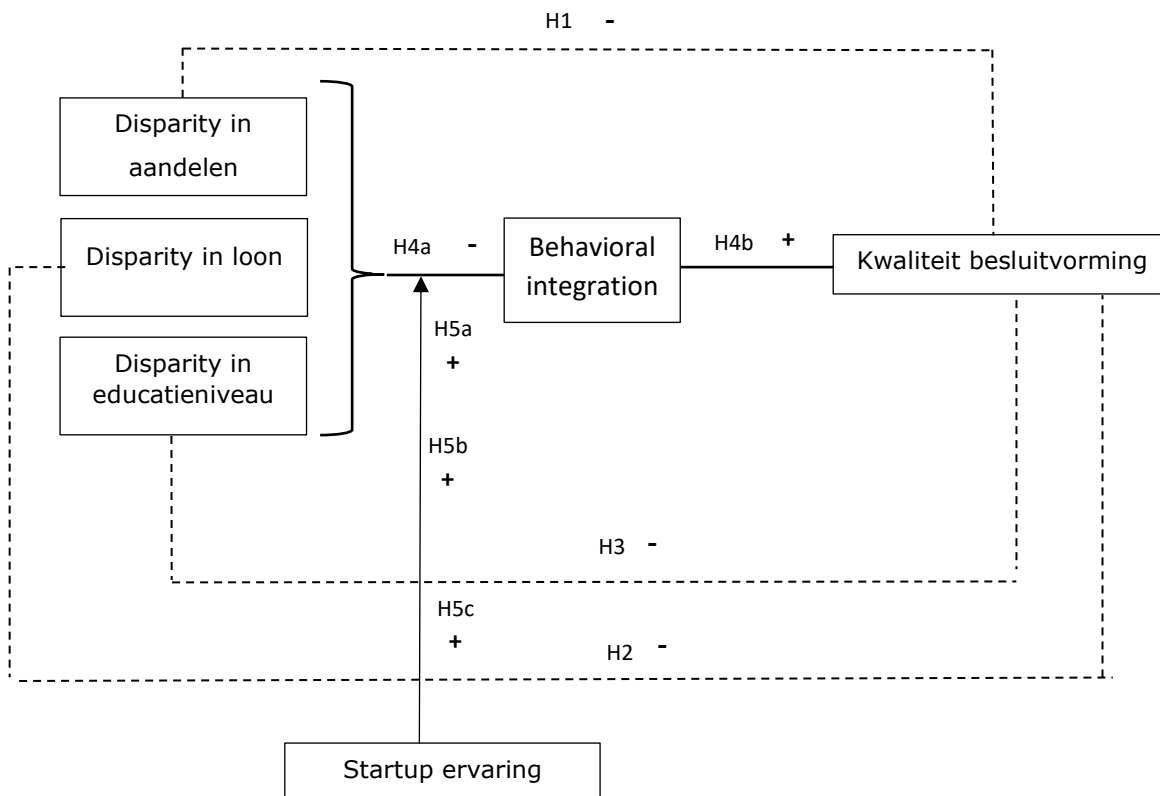 H1 -
Disparity in
aandelen
Disparity in loon
Disparity in
educatieniveau
H4a -
Behavioral
integration
H4b +
Kwaliteit besluitvorming
H5a
+
H5b
+
H3 -
H5c
+
H2 -
Startup ervaring